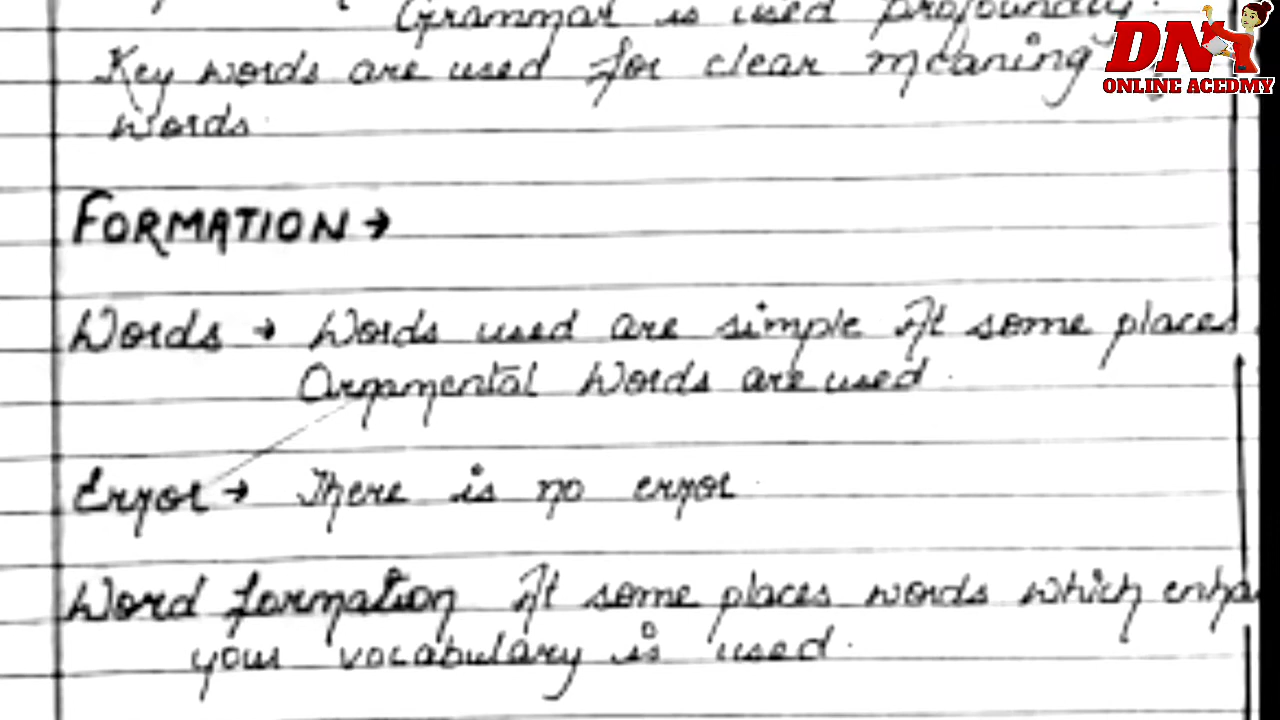 Grammar is used profoundly.
Key words are used for clear meaning
words.
FORMATION →
Words → Words used are simple At some places
Ornamental words are used.
Error → There is no error.
Word formation At some places words which enha
your vocabulary is used.
DNA
ONLINE ACEDMY